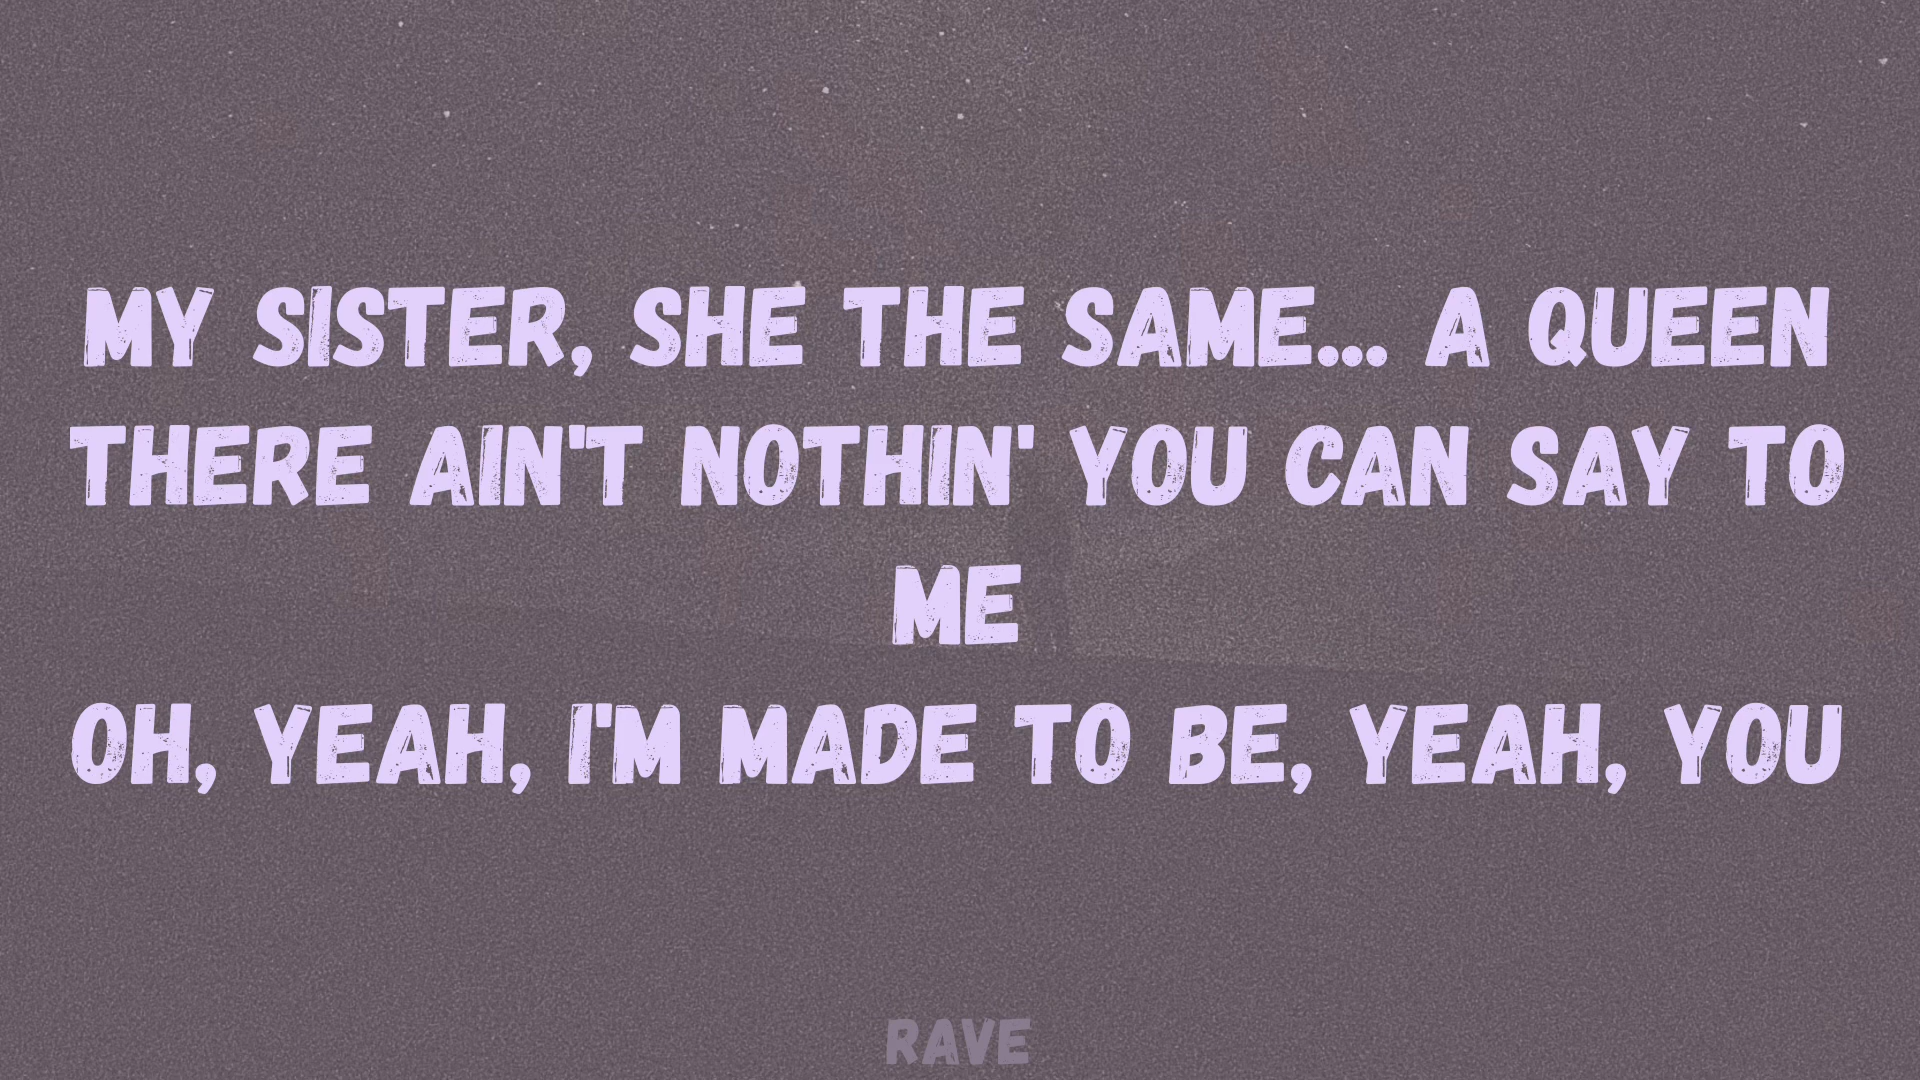 MY SISTER, SHE THE SAME... A QUEEN
THERE AIN'T NOTHIN' YOU CAN SAY TO
ME
OH, YEAH, I'M MADE TO BE, YEAH, YOU
RAVE